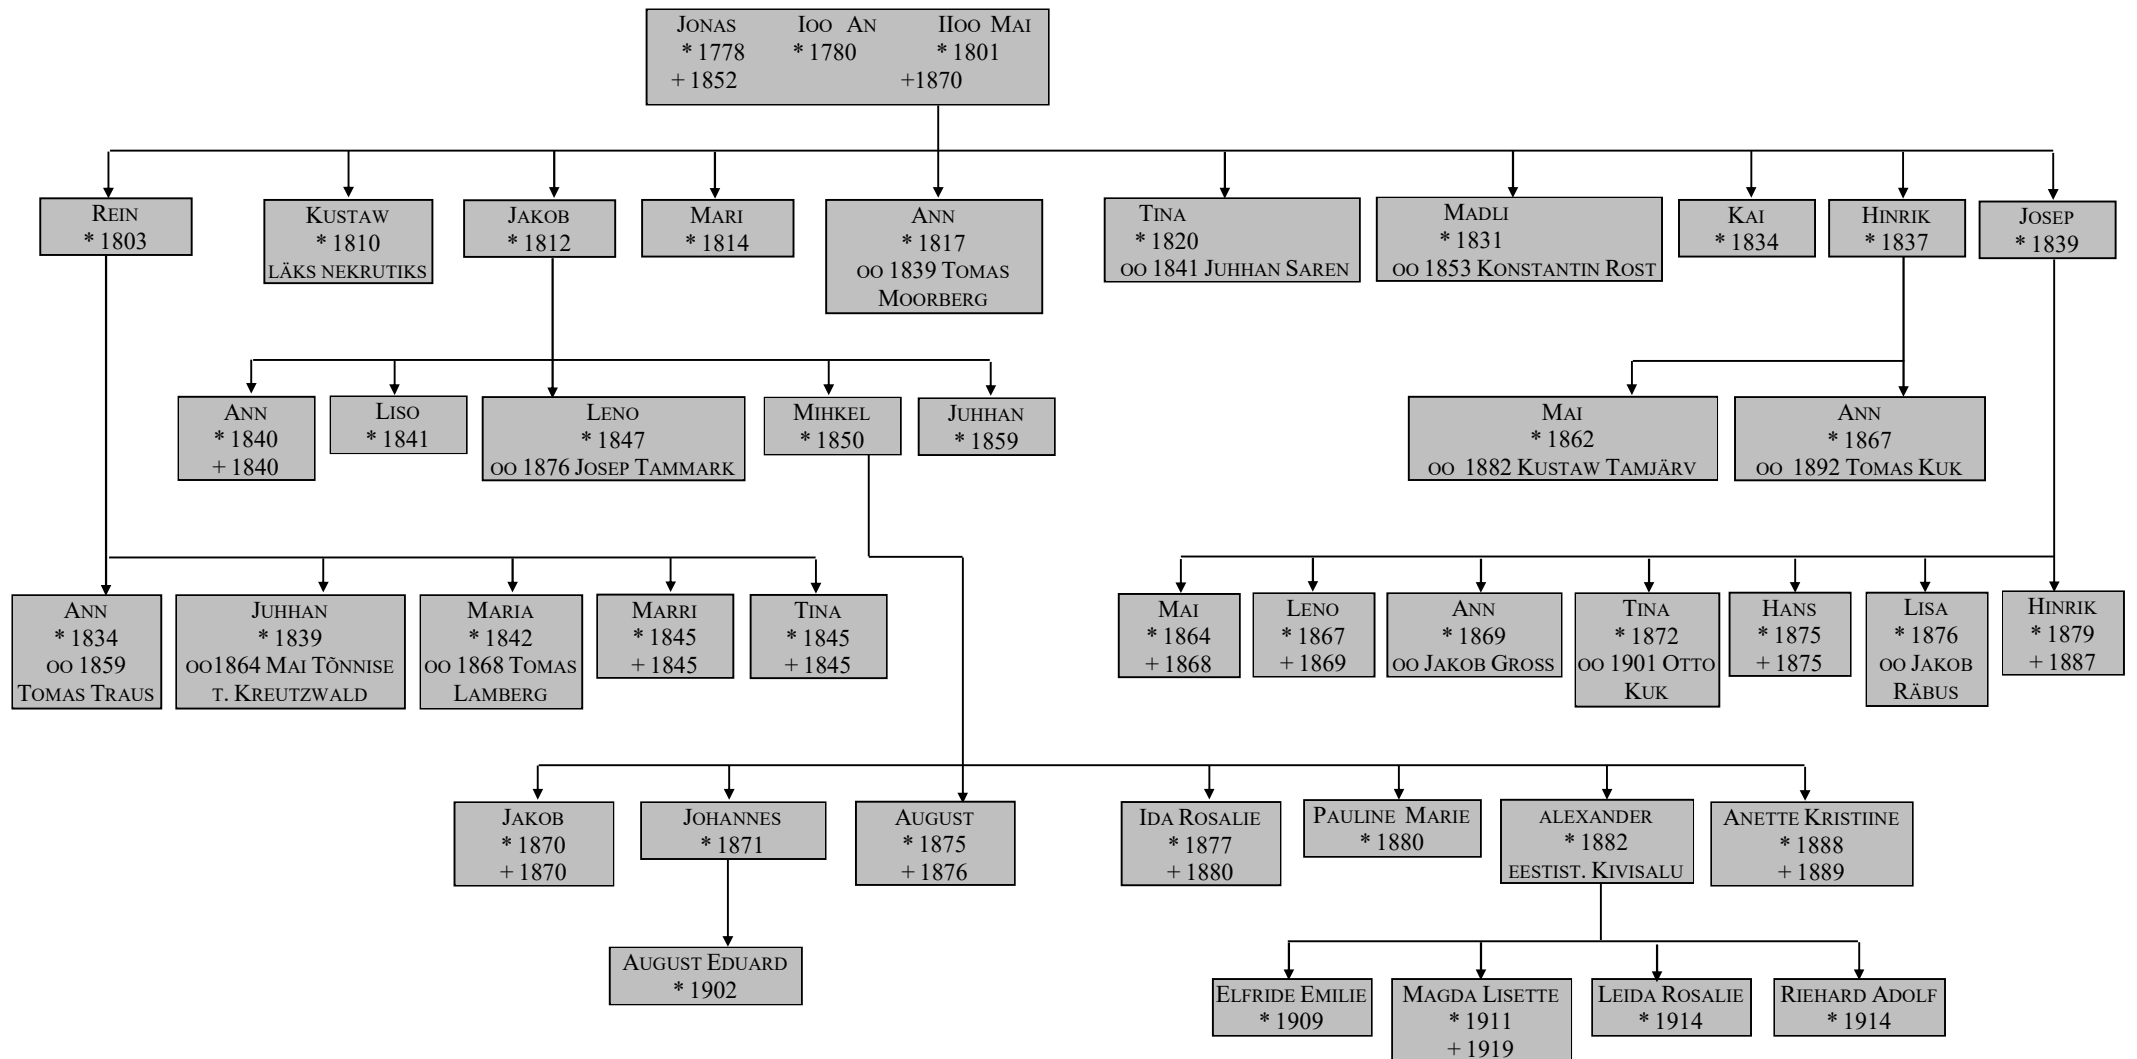 JONAS IOO AN IIOO MAI
* 1778 * 1780 * 1801
+ 1852 +1870
REIN
* 1803
KUSTAW
* 1810
LÄKS NEKRUTIKS
JAKOB
* 1812
MARI
* 1814
ANN
* 1817
OO 1839 TOMAS
MOORBERG
TINA
* 1820
OO 1841 JUHHAN SAREN
MADLI
* 1831
OO 1853 KONSTANTIN ROST
KAI
* 1834
HINRIK
* 1837
JOSEP
* 1839
ANN
* 1840
+ 1840
LISO
* 1841
LENO
* 1847
OO 1876 JOSEP TAMMARK
MIHKEL
* 1850
JUHHAN
* 1859
MAI
* 1862
OO 1882 KUSTAW TAMJÄRV
ANN
* 1867
OO 1892 TOMAS KUK
ANN
* 1834
OO 1859
TOMAS TRAUS
JUHHAN
* 1839
OO1864 MAI TÕNNISE
T. KREUTZWALD
MARIA
* 1842
OO 1868 TOMAS
LAMBERG
MARRI
* 1845
+ 1845
TINA
* 1845
+ 1845
MAI
* 1864
+ 1868
LENO
* 1867
+ 1869
ANN
* 1869
OO JAKOB GROSS
TINA
* 1872
OO 1901 OTTO
KUK
HANS
* 1875
+ 1875
LISA
* 1876
OO JAKOB
RÄBUS
HINRIK
* 1879
+ 1887
JAKOB
* 1870
+ 1870
JOHANNES
* 1871
AUGUST
* 1875
+ 1876
IDA ROSALIE
* 1877
+ 1880
PAULINE MARIE
* 1880
ALEXANDER
* 1882
EESTIST. KIVISALU
ANETTE KRISTIINE
* 1888
+ 1889
AUGUST EDUARD
* 1902
ELFRIDE EMILIE
* 1909
MAGDA LISETTE
* 1911
+ 1919
LEIDA ROSALIE
* 1914
RIEHARD ADOLF
* 1914